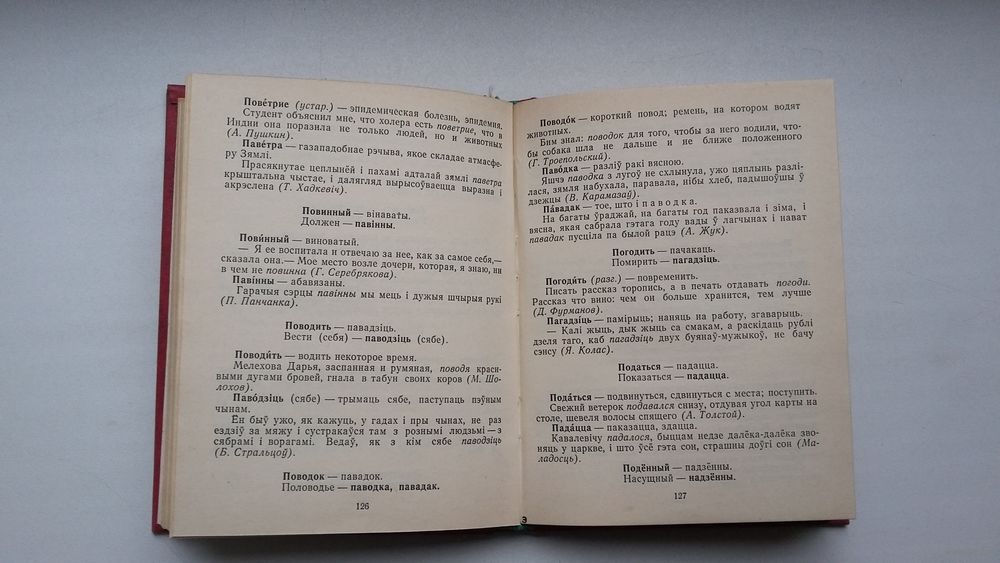 Пове́трие (устар.) — эпидемическая болезнь, эпидемия.
Студент объяснил мне, что холера есть поветрие, что в
Индии она поразила не только людей, но и животных
(А. Пушкин).
Паве́тра — газападобнае рэчыва, якое складае атмасфе-
ру Зямлі.
Прасякнутае цеплынёй і пахамі адталай зямлі паветра
крыштальна чыстае, і далягляд вырысоўваецца выразна і
акрэслена (Т. Хадкевіч).
Повинный — вінаваты.
Должен — павінны.
Пови́нный — виноватый.
— Я ее воспитала и отвечаю за нее, как за самое себя,—
сказала она.— Мое место возле дочери, которая, я знаю, ни
в чем не повинна (Г. Серебрякова).
Паві́нны — абавязаны.
Гарачыя сэрцы павінны мы мець і дужыя шчырыя рукі
(П. Панчанка).
Поводить — павадзіць.
Вести (себя) — паводзіць (сябе).
Поводи́ть — водить некоторое время.
Мелехова Дарья, заспанная и румяная, поводя краси-
выми дугами бровей, гнала в табун своих коров (М. Шо-
лохов).
Паво́дзіць (сябе) — трымаць сябе, паступаць пэўным
чынам.
Ён быў ужо, як кажуць, у гадах і пры чынах, не раз
ездзіў за мяжу і сустракаўся там з рознымі людзьмі — з
сябрамі і ворагамі. Ведаў, як з кім сябе паводзіць
(Б. Стральцоў).
Поводок — павадок.
Половодье — паводка, павадак.
126
Поводо́к — короткий повод; ремень, на котором водят
животных.
Бим знал: поводок для того, чтобы за него водили, что-
бы собака шла не дальше и не ближе положенного
(Г. Троепольский).
Паво́дка — разліў ракі вясною.
Яшчэ паводка з лугоў не схлынула, ужо цяплынь разлі-
лася, зямля набухала, паравала, нібы хлеб, падышоўшы ў
дзежцы (В. Карамазаў).
Па́вадак — тое, што і паводка.
На багаты ўраджай, на багаты год паказвала і зіма, і
вясна, якая сабрала гэтага году вады ў лагчынах і нават
павадак пусціла па былой рацэ (А. Жук).
Погодить — пачакаць.
Помирить — пагадзіць.
Погоди́ть (разг.) — повременить.
Писать рассказ торопись, а в печать отдавать погоди.
Рассказ что вино: чем он больше хранится, тем лучше
(Д. Фурманов).
Пагадзі́ць — памірыць; наняць на работу, згаварыць.
— Калі жыць, дык жыць са смакам, а раскідаць рублі
дзеля таго, каб пагадзіць двух буянаў-мужыкоў, не бачу
сэнсу (Я. Колас).
Податься — падацца.
Показаться — падацца.
Пода́ться — подвинуться, сдвинуться с места; поступить.
Свежий ветерок подавался снизу, отдувая угол карты на
столе, шевеля волосы спящего (А. Толстой).
Пада́цца — паказацца, здацца.
Кавалевічу падалося, быццам недзе далёка-далёка зво-
няць у царкве, і што ўсё гэта сон, страшны доўгі сон (Ма-
ладосць).
Подённый — падзённы.
Насущный — надзённы.
127